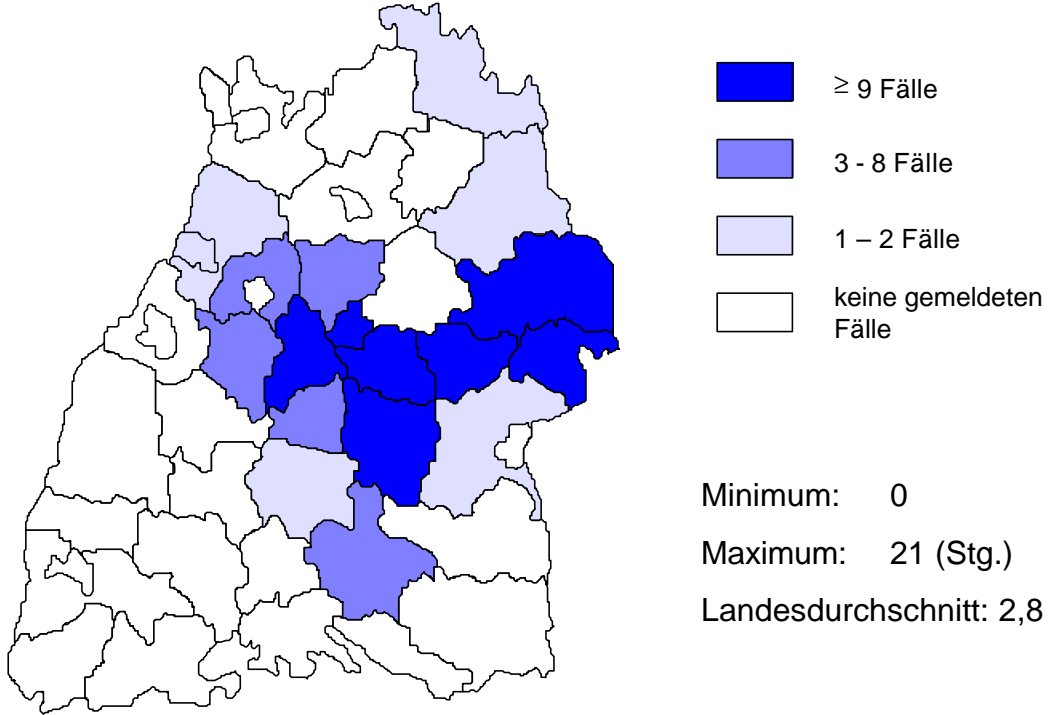 ≥ 9 Fälle
3 - 8 Fälle
1 – 2 Fälle
keine gemeldeten
Fälle
Minimum: 0
Maximum: 21 (Stg.)
Landesdurchschnitt: 2,8